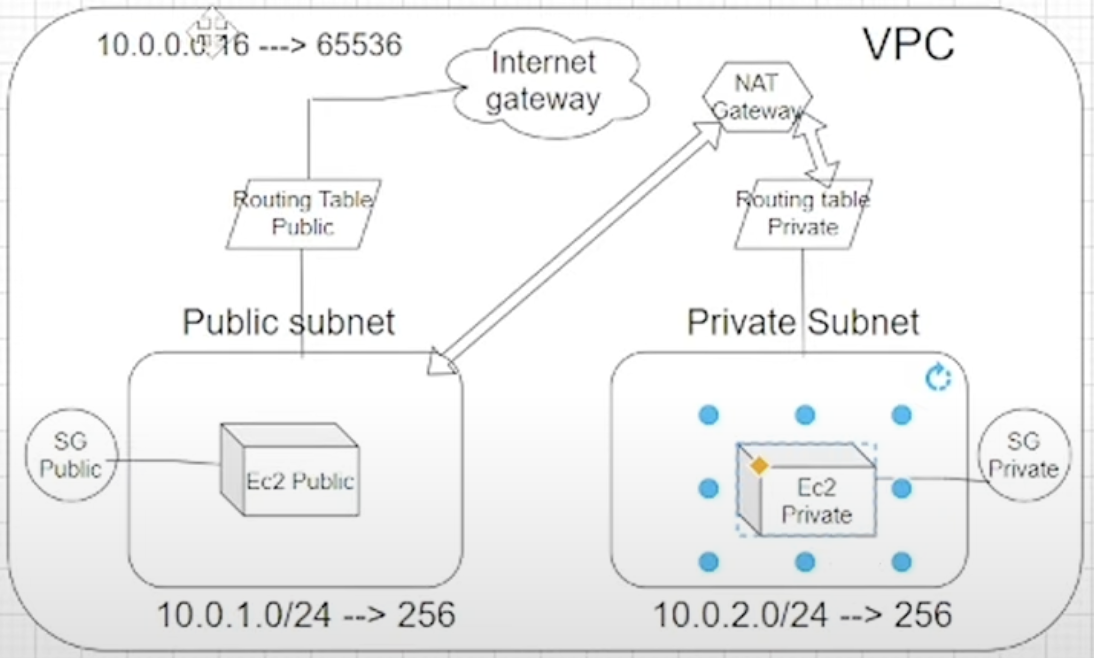 10.0.0.0/16 ---> 65536
VPC
Internet
gateway
NAT
Gateway
Routing Table
Public
Routing table
Private
Public subnet
Private Subnet
SG
Public
Ec2 Public
Ec2
Private
SG
Private
10.0.1.0/24 --> 256
10.0.2.0/24 --> 256